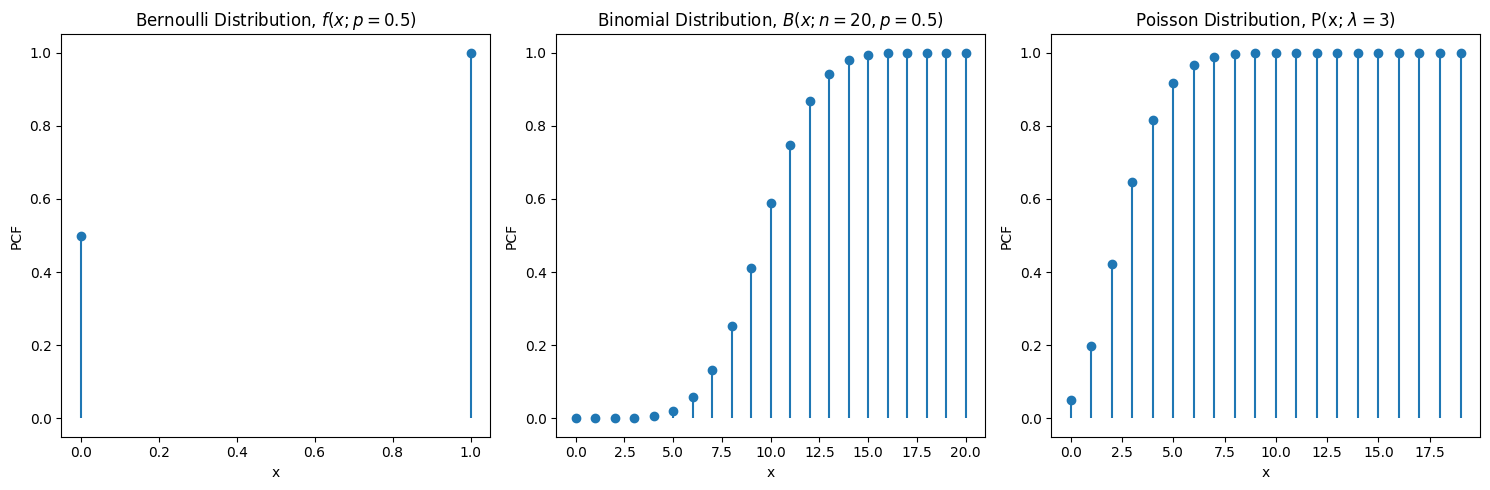 Bernoulli Distribution, f(x; p = 0.5)
1.0
0.8
0.6
0.4
0.2
0.0
PCF
0.0 0.2 0.4 0.6 0.8 1.0
x
Binomial Distribution, B(x; n = 20, p = 0.5)
1.0
0.8
0.6
0.4
0.2
0.0
PCF
0.0 2.5 5.0 7.5 10.0 12.5 15.0 17.5 20.0
x
Poisson Distribution, P(x; λ = 3)
1.0
0.8
0.6
0.4
0.2
0.0
PCF
0.0 2.5 5.0 7.5 10.0 12.5 15.0 17.5
x